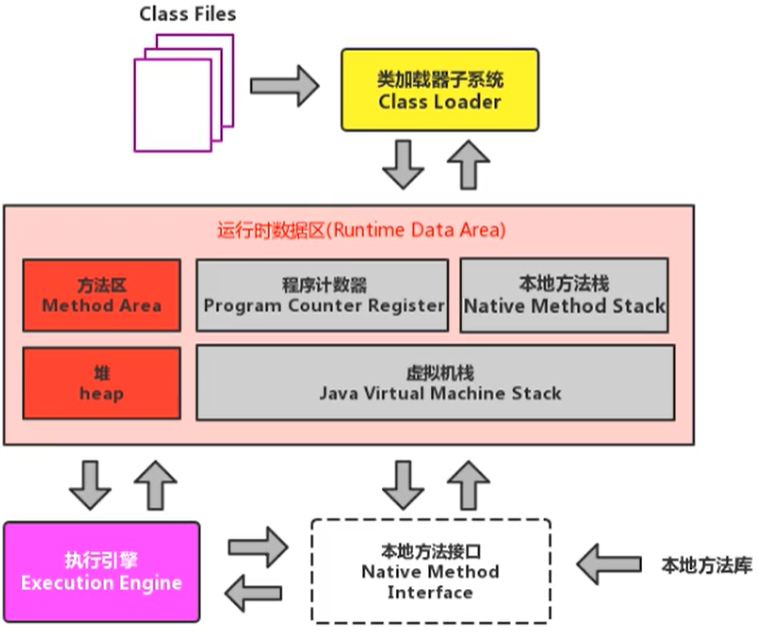 Class Files
类加载器子系统
Class Loader
运行时数据区(Runtime Data Area)
方法区
Method Area
程序计数器
Program Counter Register
本地方法栈
Native Method Stack
堆
heap
虚拟机栈
Java Virtual Machine Stack
执行引擎
Execution Engine
本地方法接口
Native Method
Interface
本地方法库